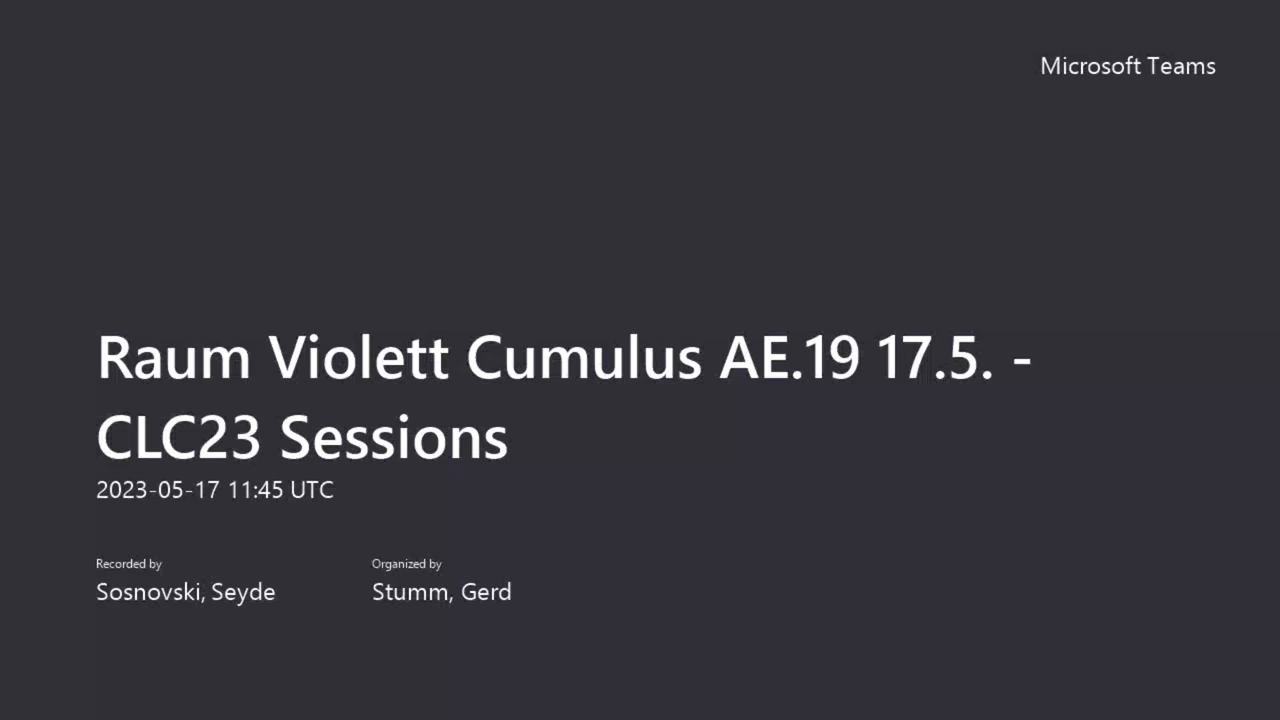 Microsoft Teams
Raum Violett Cumulus AE.19 17.5. -
CLC23 Sessions
2023-05-17 11:45 UTC
Recorded by
Sosnovski, Seyde
Organized by
Stumm, Gerd